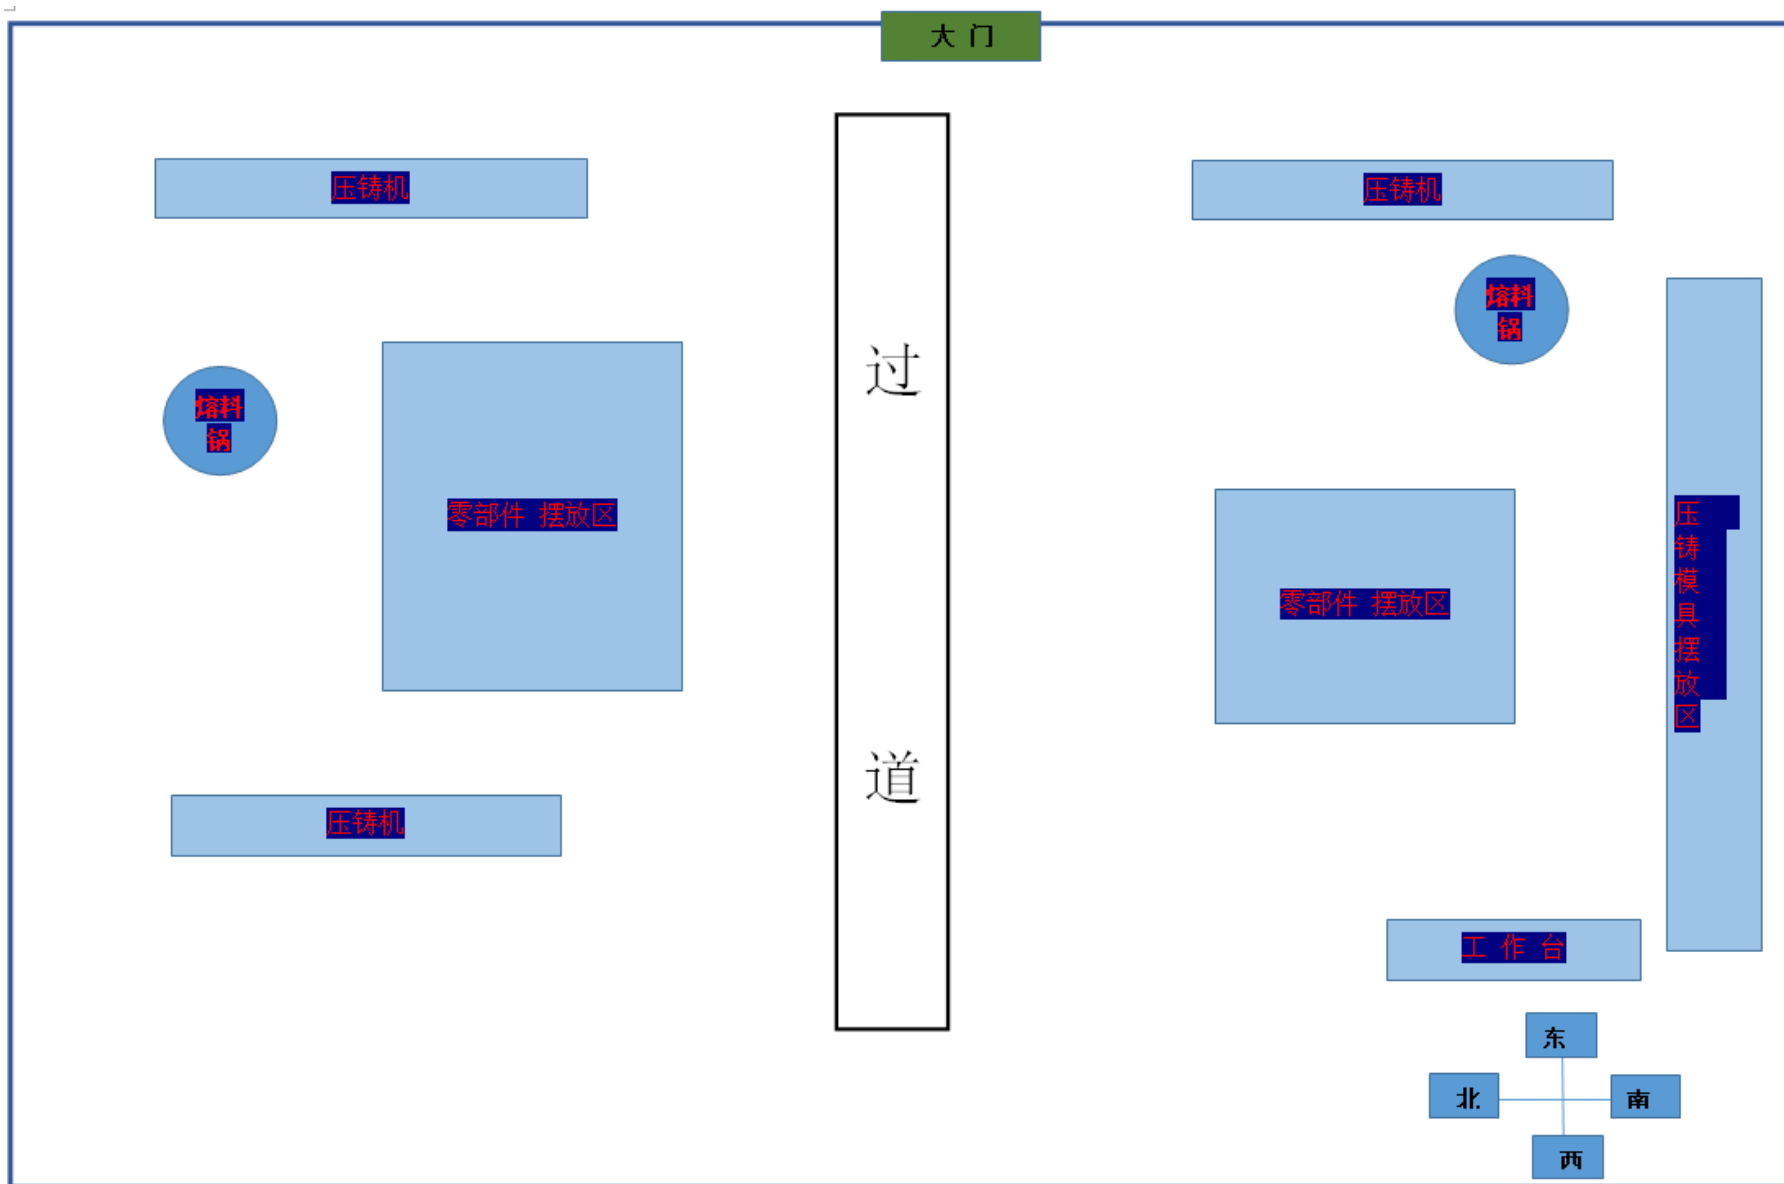 大 门
压铸机
压铸机
熔料
锅
过
熔料
锅
零部件 摆放区
压
铸
模
具
摆
放
区
零部件 摆放区
道
压铸机
工 作 台
东
北
南
西